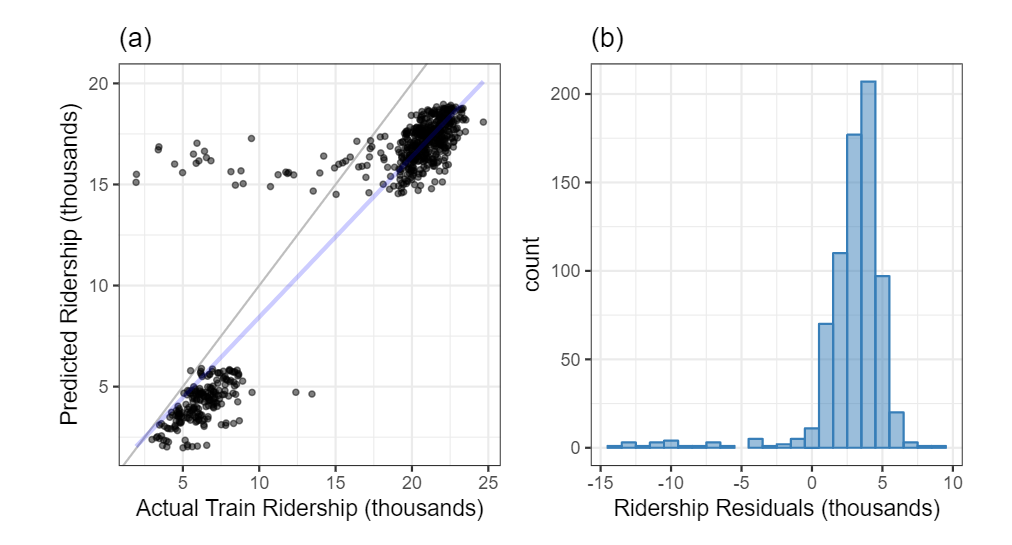 (a)
20
15
10
5
Predicted Ridership (thousands)
5 10 15 20 25
Actual Train Ridership (thousands)
(b)
200
150
100
50
0
count
-15 -10 -5 0 5 10
Ridership Residuals (thousands)